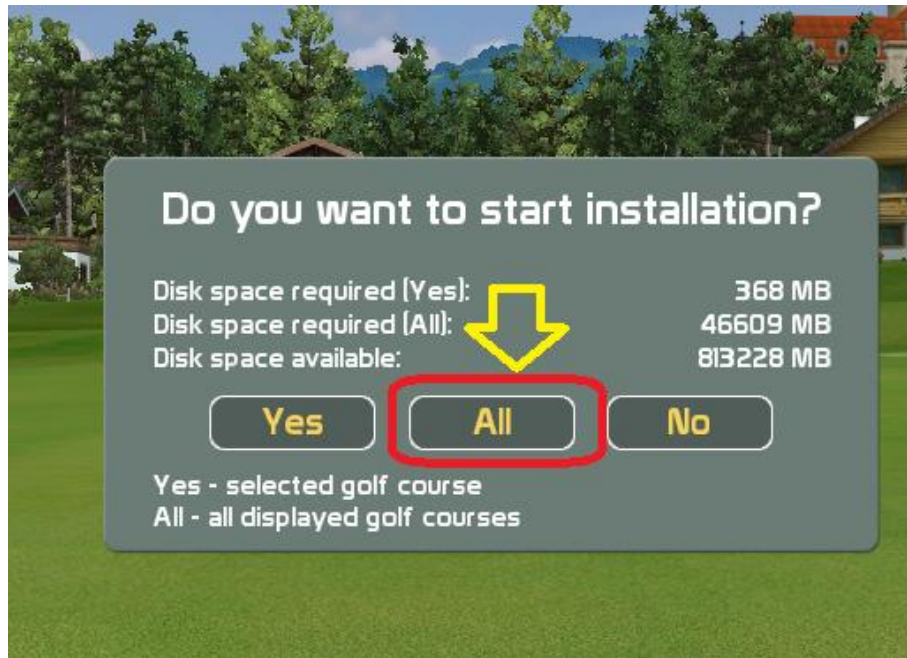 Do you want to start installation?
Disk space required (Yes): 368 MB
Disk space required (All): 46609 MB
Disk space available: 813228 MB
Yes All No
Yes - selected golf course
All - all displayed golf courses